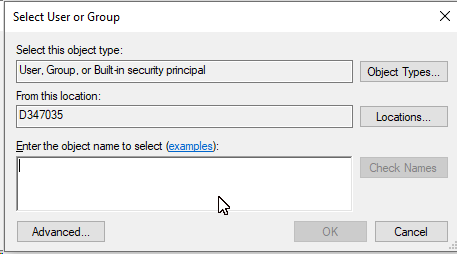 Select User or Group
Select this object type:
User, Group, or Built-in security principal
Object Types...
From this location:
D347035
Locations...
Enter the object name to select (examples):
Check Names
Advanced...
OK
Cancel